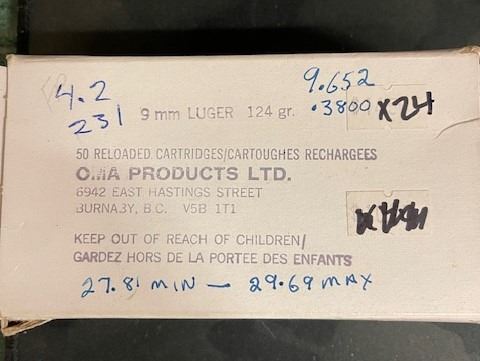 4.2
231
9.652
.3800 X24
9mm LUGER 124 gr.
50 RELOADED CARTRIDGES/CARTOUGHES RECHARGEES
OMA PRODUCTS LTD.
6942 EAST HASTINGS STREET
BURNABY, B.C. V5B 1T1
KEEP OUT OF REACH OF CHILDREN/
GARDEZ HORS DE LA PORTEE DES ENFANTS
27.81 MIN - 29.69 MAX